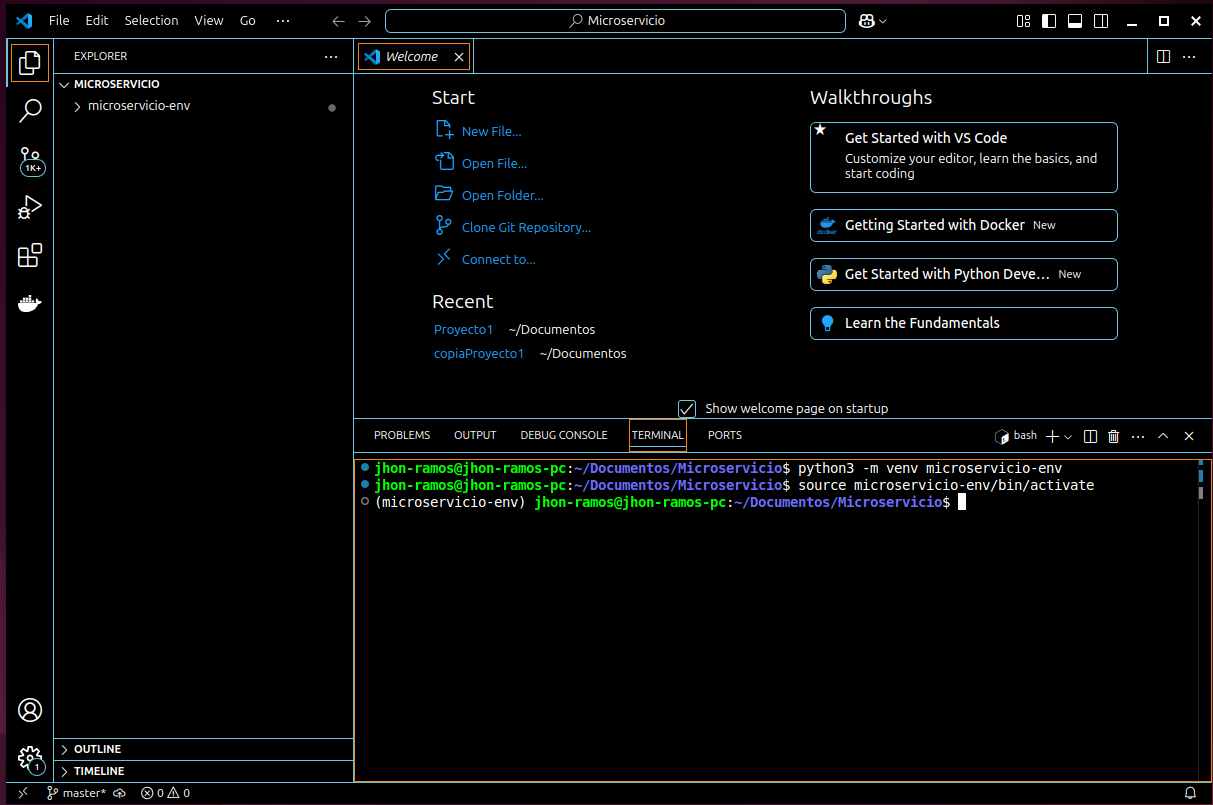 File Edit Selection View Go ··· Microservicio
EXPLORER ···
MICROSERVICIO
microservicio-env
1K+
1
OUTLINE
TIMELINE
Welcome
Start
New File...
Open File...
Open Folder...
Clone Git Repository...
Connect to...
Recent
Proyecto1 ~/Documentos
copiaProyecto1 ~/Documentos
Walkthroughs
Get Started with VS Code
Customize your editor, learn the basics, and
start coding
docker
Getting Started with Docker New
Get Started with Python Deve... New
Learn the Fundamentals
Show welcome page on startup
PROBLEMS OUTPUT DEBUG CONSOLE TERMINAL PORTS bash
jhon-ramos@jhon-ramos-pc:~/Documentos/Microservicio$ python3 -m venv microservicio-env
jhon-ramos@jhon-ramos-pc:~/Documentos/Microservicio$ source microservicio-env/bin/activate
(microservicio-env) jhon-ramos@jhon-ramos-pc:~/Documentos/Microservicio$
master* 0 0